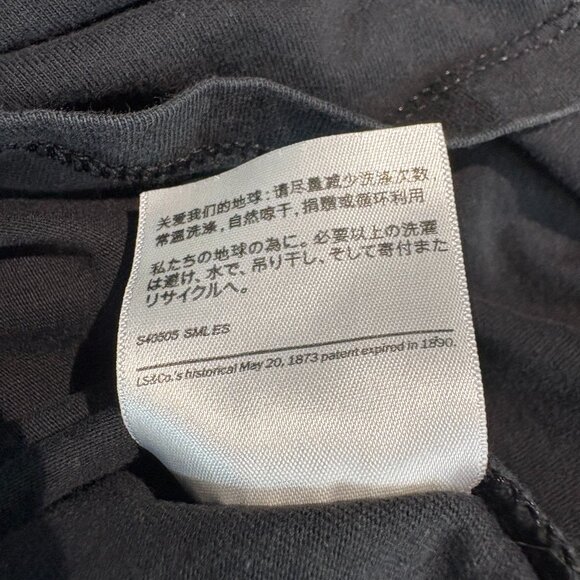 关爱我们的地球：请尽量减少洗涤次数，
常温洗涤，自然晾干，捐赠或循环利用
私たちの地球の為に。必要以上の洗濯
は避け、水で、吊り干し、そして寄付また
リサイクルへ。
S40505 SMLES
LS&Co.'s historical May 20, 1873 patent expired in 1890.